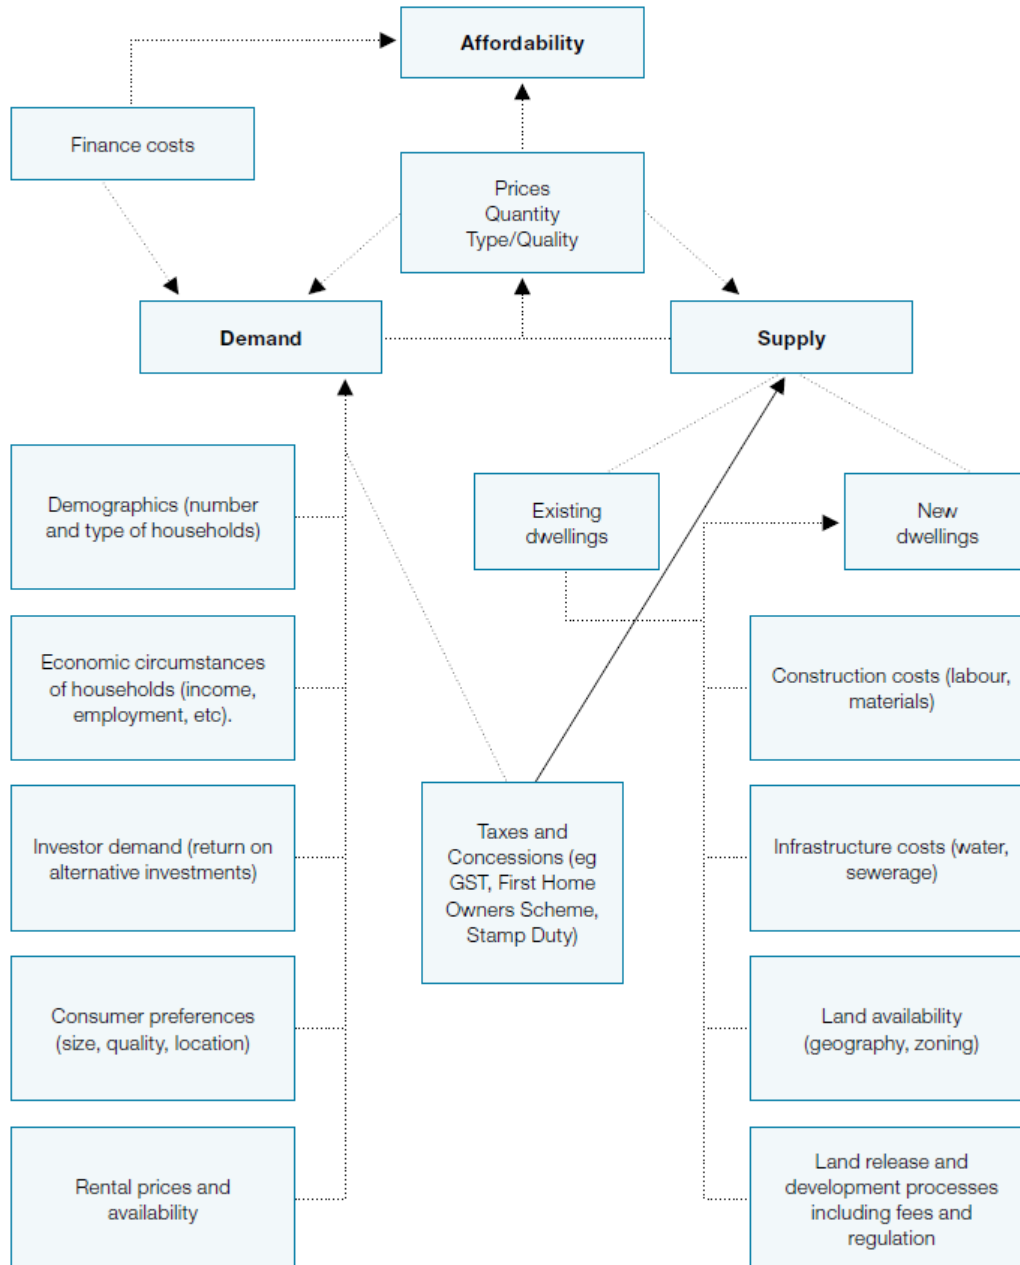 Affordability
Finance costs
Prices
Quantity
Type/Quality
Demand
Supply
Demographics (number
and type of households)
Existing
dwellings
New
dwellings
Economic circumstances
of households (income,
employment, etc).
Construction costs (labour,
materials)
Investor demand (return on
alternative investments)
Taxes and
Concessions (eg
GST, First Home
Owners Scheme,
Stamp Duty)
Infrastructure costs (water,
sewerage)
Consumer preferences
(size, quality, location)
Land availability
(geography, zoning)
Rental prices and
availability
Land release and
development processes
including fees and
regulation